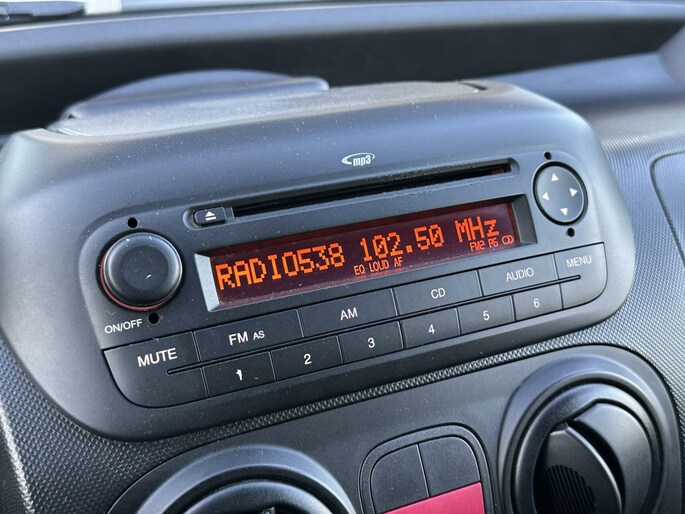 mp3
RADIO538 102.50 MHz
EQ LOUD AF FM2 P6 CD
ON/OFF
MUTE FM AS AM CD AUDIO MENU
1 2 3 4 5 6